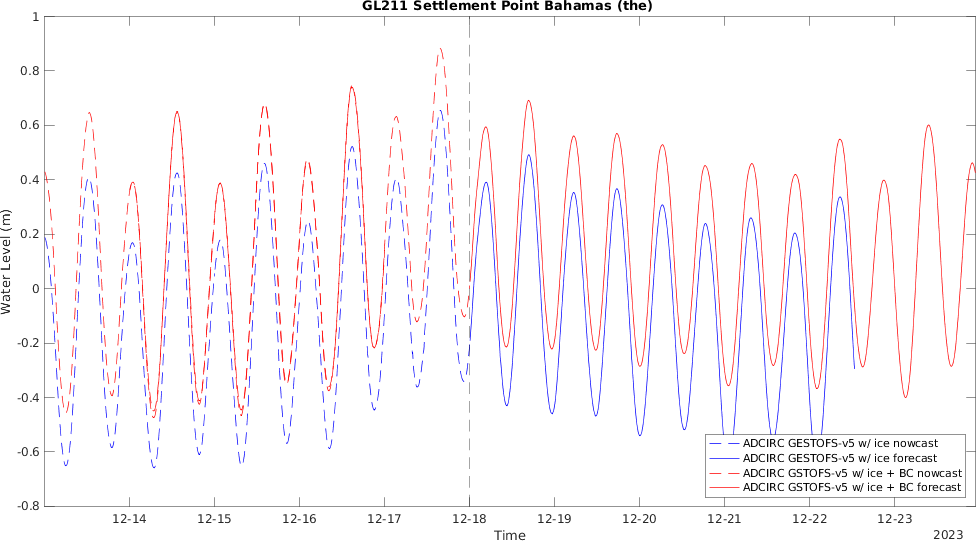 GL211 Settlement Point Bahamas (the)
1
0.8
0.6
0.4
0.2
0
-0.2
-0.4
-0.6
-0.8
Water Level (m)
12-14 12-15 12-16 12-17 12-18 12-19 12-20 12-21 12-22 12-23
Time
2023
ADCIRC GESTOFS-v5 w/ ice nowcast
ADCIRC GESTOFS-v5 w/ ice forecast
ADCIRC GSTOFS-v5 w/ ice + BC nowcast
ADCIRC GSTOFS-v5 w/ ice + BC forecast